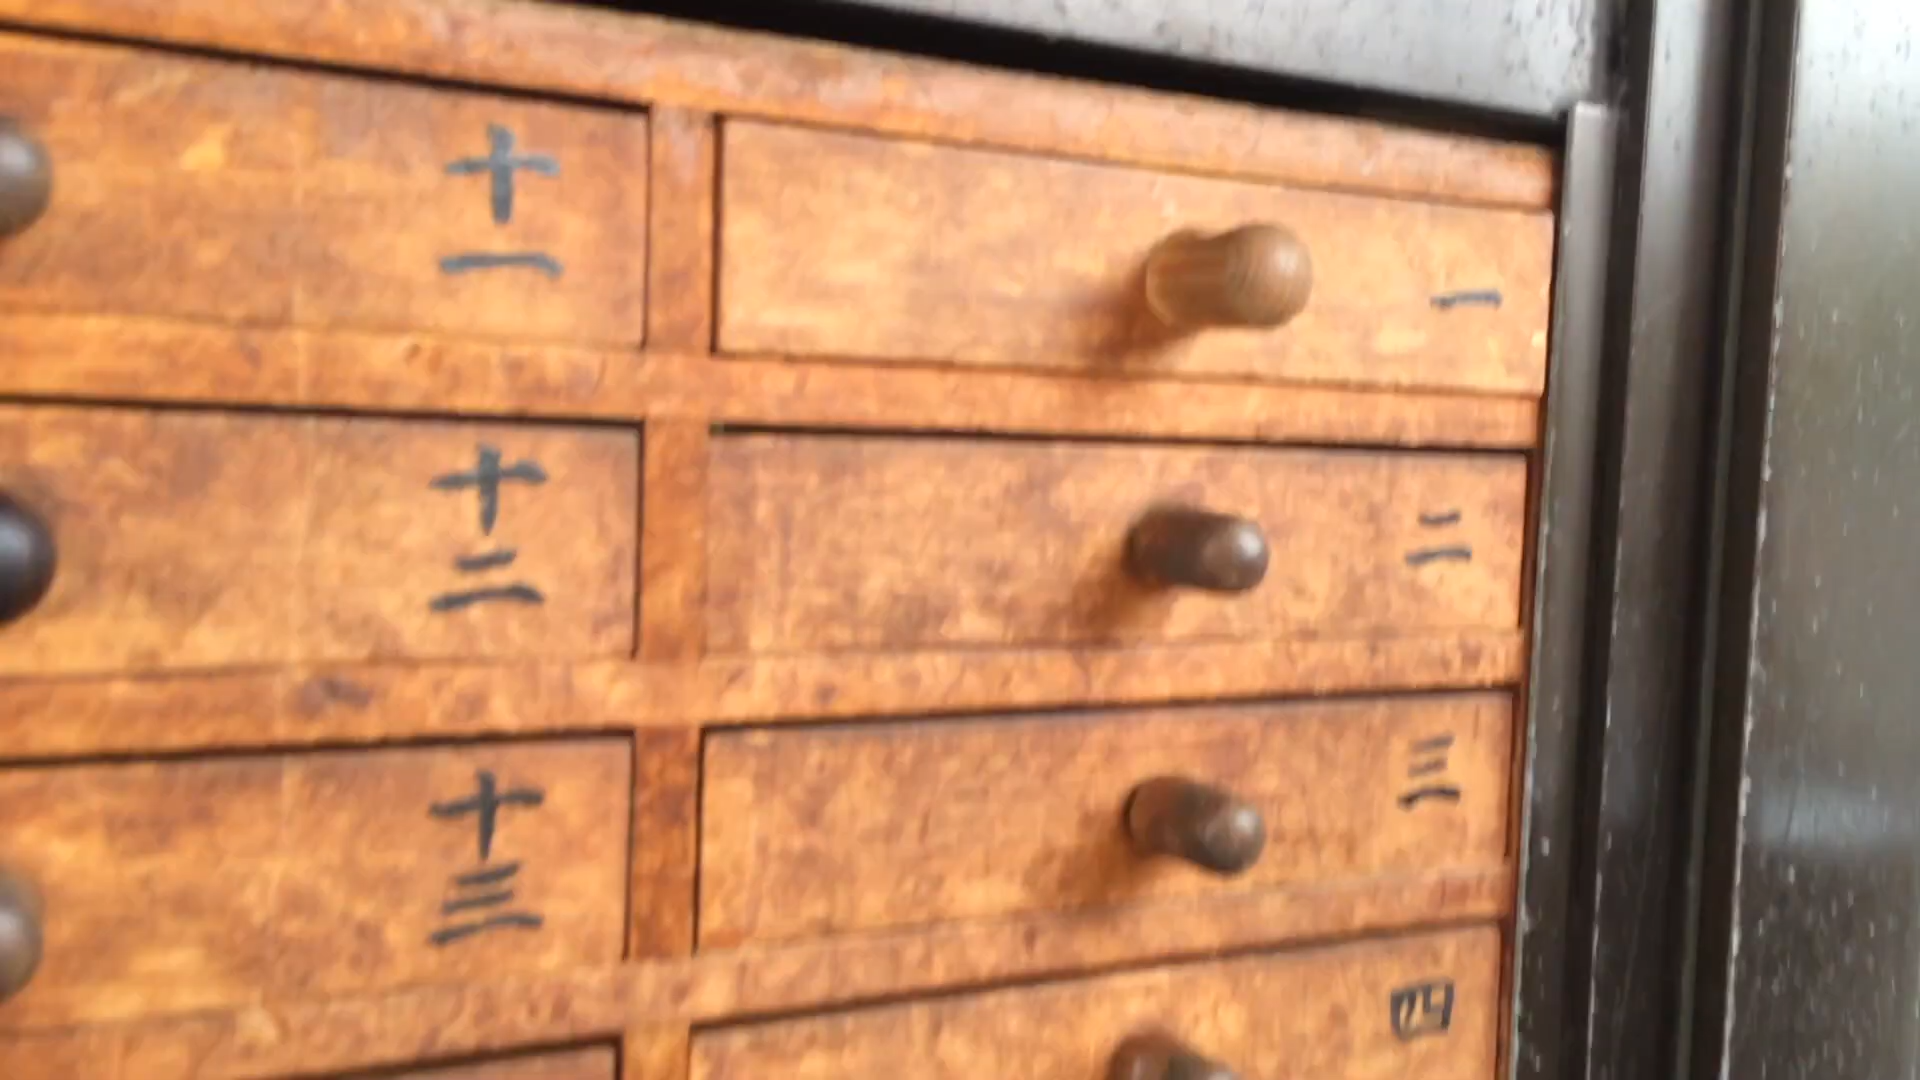 一
二
三
四
十一
十二
十三